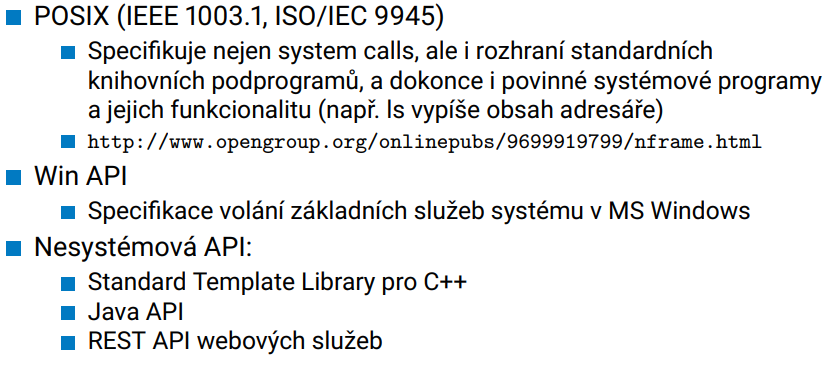 POSIX (IEEE 1003.1, ISO/IEC 9945)
Specifikuje nejen system calls, ale i rozhraní standardních
knihovních podprogramů, a dokonce i povinné systémové programy
a jejich funkcionalitu (např. ls vypíše obsah adresáře)
http://www.opengroup.org/onlinepubs/9699919799/nframe.html
Win API
Specifikace volání základních služeb systému v MS Windows
Nesystémová API:
Standard Template Library pro C++
Java API
REST API webových služeb